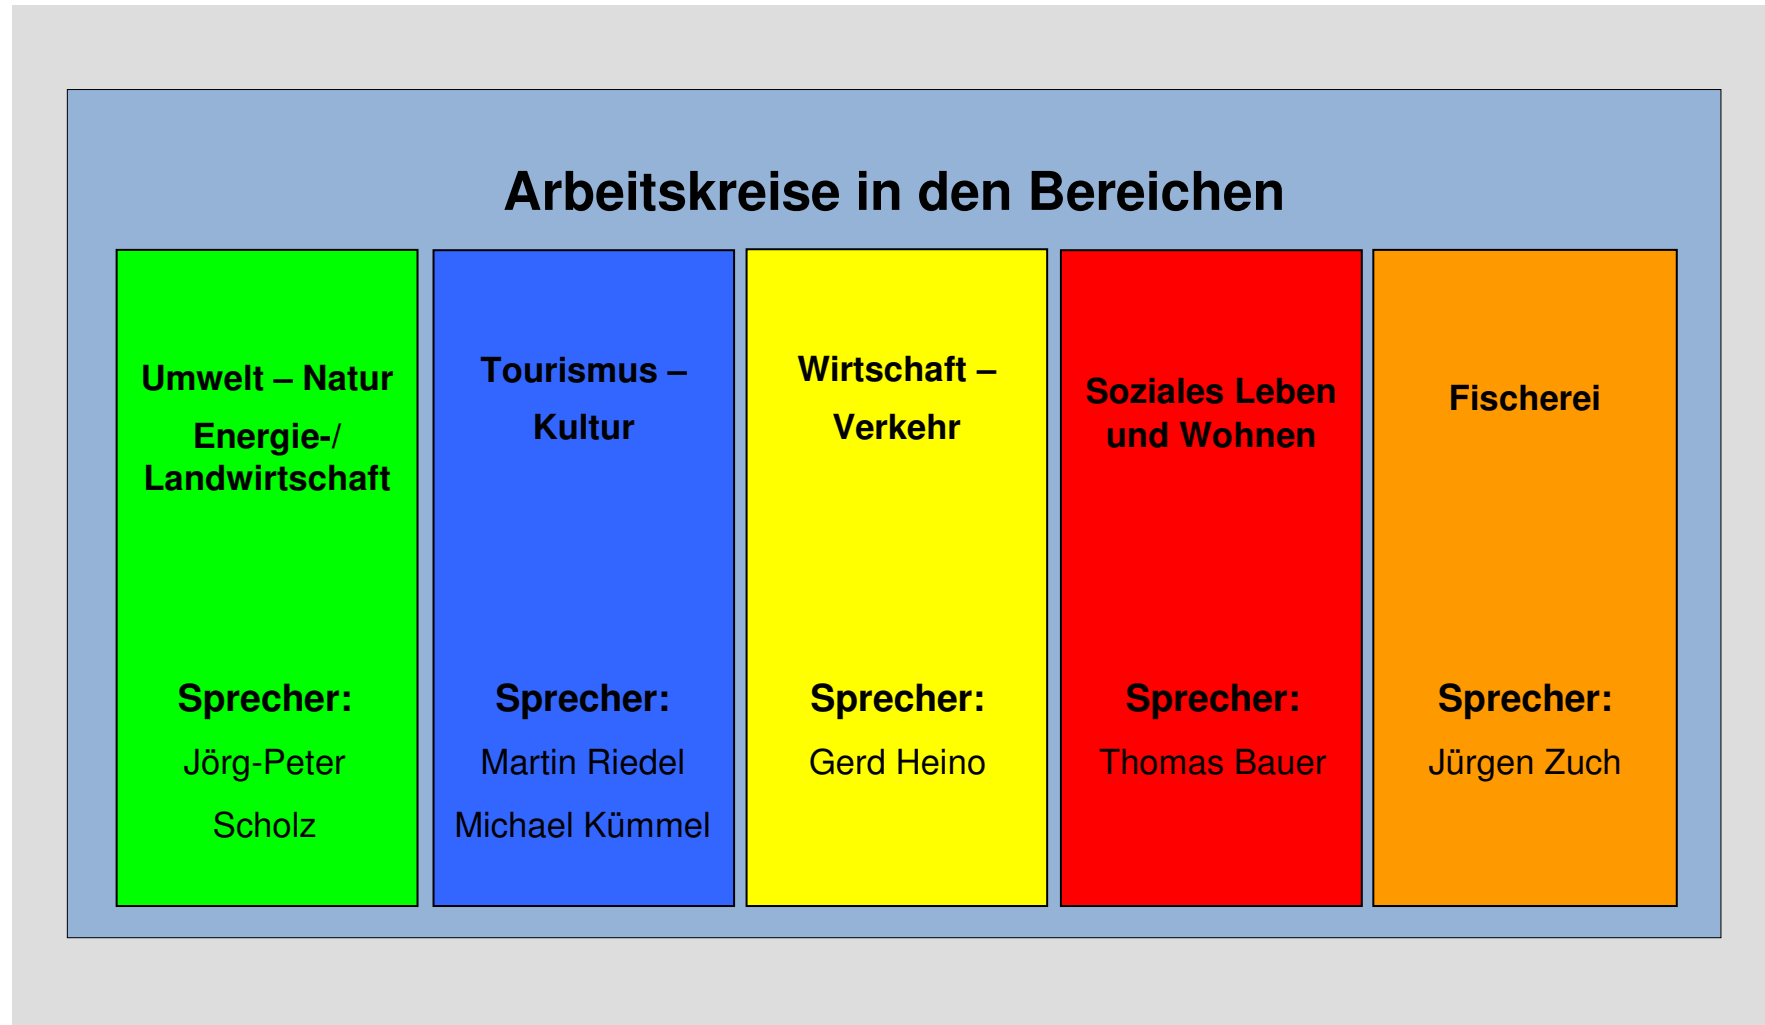 Arbeitskreise in den Bereichen
Umwelt – Natur
Energie-/
Landwirtschaft
Sprecher:
Jörg-Peter
Scholz
Tourismus –
Kultur
Sprecher:
Martin Riedel
Michael Kümmel
Wirtschaft –
Verkehr
Sprecher:
Gerd Heino
Soziales Leben
und Wohnen
Sprecher:
Thomas Bauer
Fischerei
Sprecher:
Jürgen Zuch